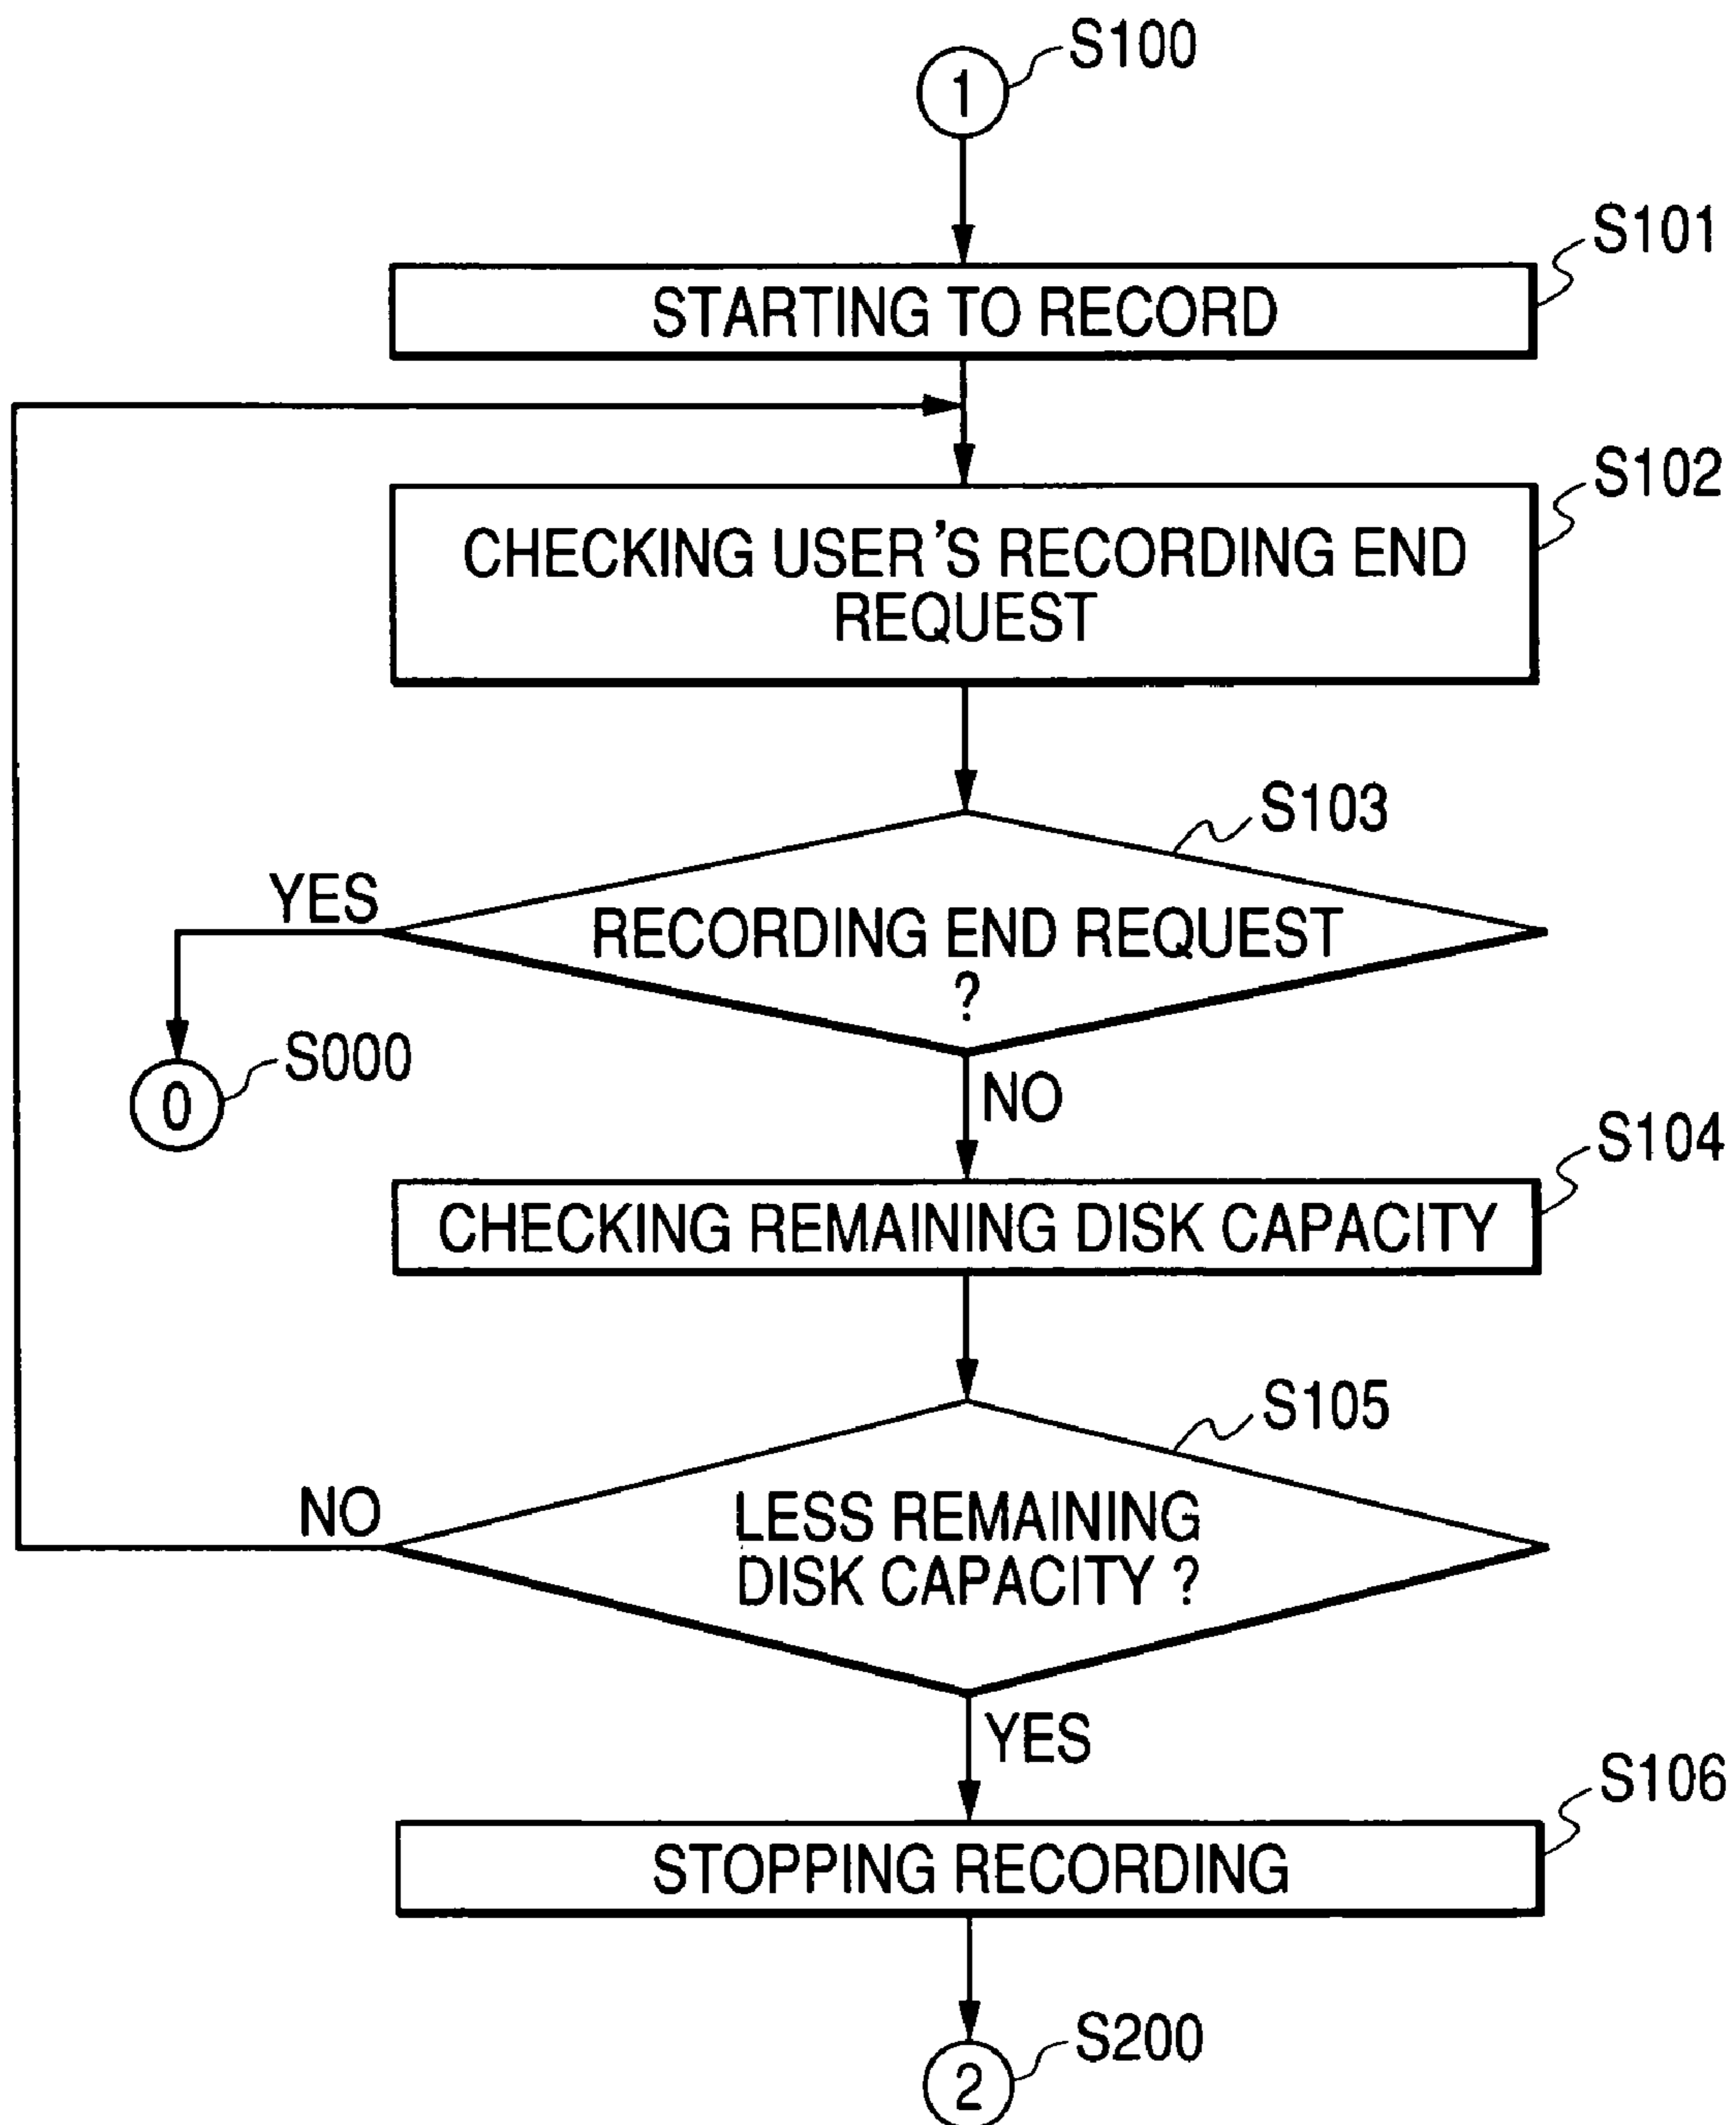 S100
1
S101
STARTING TO RECORD
S102
CHECKING USER'S RECORDING END
REQUEST
S103
YES
RECORDING END REQUEST
?
S000
0
NO
S104
CHECKING REMAINING DISK CAPACITY
S105
NO
LESS REMAINING
DISK CAPACITY ?
YES
S106
STOPPING RECORDING
S200
2